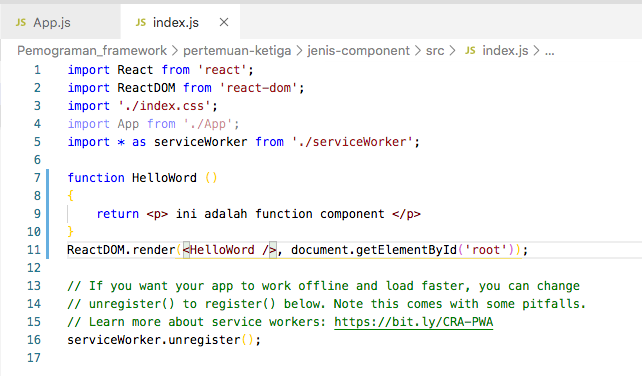 JS App.js JS index.js ×
Pemograman_framework > pertemuan-ketiga > jenis-component > src > JS index.js > ...
1 import React from 'react';
2 import ReactDOM from 'react-dom';
3 import './index.css';
4 import App from './App';
5 import * as serviceWorker from './serviceWorker';
6
7 function HelloWord ()
8 {
9 return <p> ini adalah function component </p>
10 }
11 ReactDOM.render(<HelloWord />, document.getElementById('root'));
12
13 // If you want your app to work offline and load faster, you can change
14 // unregister() to register() below. Note this comes with some pitfalls.
15 // Learn more about service workers: https://bit.ly/CRA-PWA
16 serviceWorker.unregister();
17